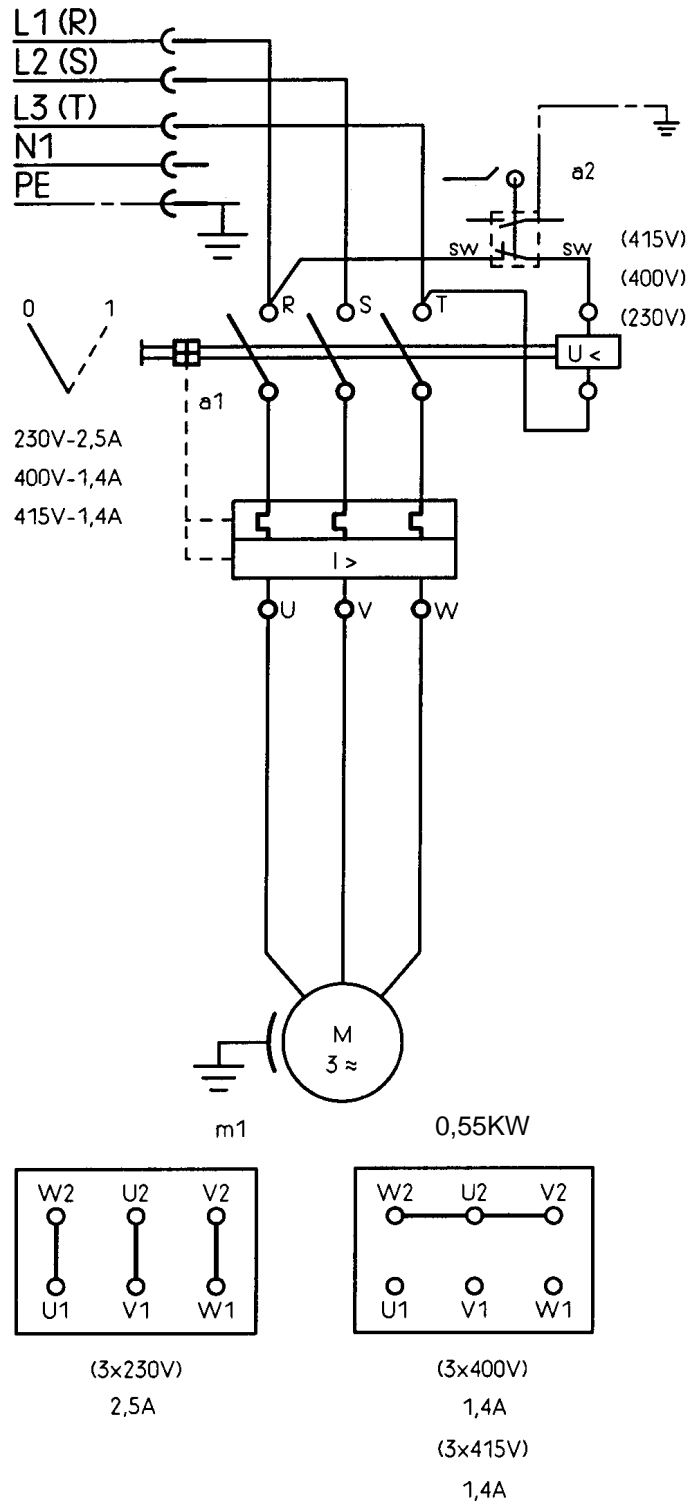 L1 (R)
L2 (S)
L3 (T)
N1
PE
a2
sw sw
(415V)
(400V)
(230V)
0 1
R S T
U <
a1
230V-2,5A
400V-1,4A
415V-1,4A
I >
U V W
M
3 ≈
m1
0,55KW
W2 U2 V2
U1 V1 W1
(3x230V)
2,5A
W2 U2 V2
U1 V1 W1
(3x400V)
1,4A
(3x415V)
1,4A